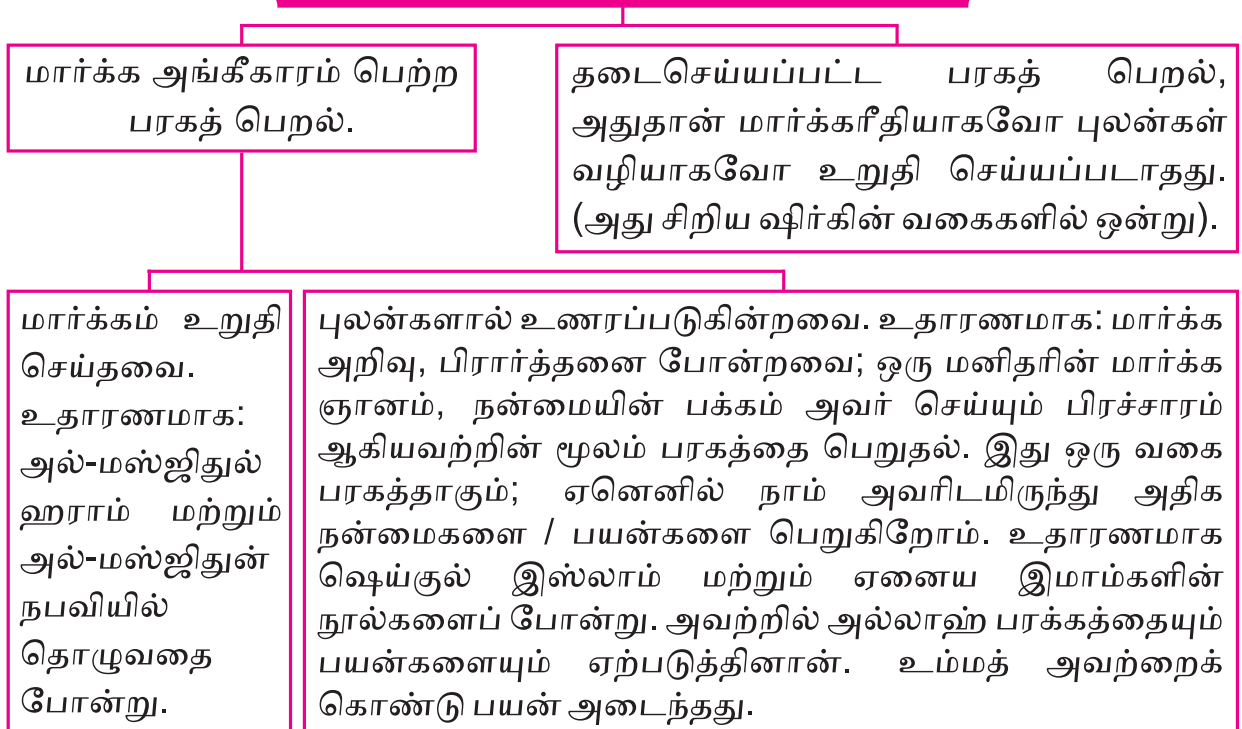 மார்க்க அங்கீகாரம் பெற்ற
பரகத் பெறல்.
தடைசெய்யப்பட்ட பரகத் பெறல்,
அதுதான் மார்க்கரீதியாகவோ புலன்கள்
வழியாகவோ உறுதி செய்யப்படாதது.
(அது சிறிய ஷிர்கின் வகைகளில் ஒன்று).
மார்க்கம் உறுதி
செய்தவை.
உதாரணமாக:
அல்-மஸ்ஜிதுல்
ஹராம் மற்றும்
அல்-மஸ்ஜிதுன்
நபவியில்
தொழுவதை
போன்று.
புலன்களால் உணரப்படுகின்றவை. உதாரணமாக: மார்க்க
அறிவு, பிரார்த்தனை போன்றவை; ஒரு மனிதரின் மார்க்க
ஞானம், நன்மையின் பக்கம் அவர் செய்யும் பிரச்சாரம்
ஆகியவற்றின் மூலம் பரகத்தை பெறுதல். இது ஒரு வகை
பரகத்தாகும்; ஏனெனில் நாம் அவரிடமிருந்து அதிக
நன்மைகளை / பயன்களை பெறுகிறோம். உதாரணமாக
ஷெய்குல் இஸ்லாம் மற்றும் ஏனைய இமாம்களின்
நூல்களைப் போன்று. அவற்றில் அல்லாஹ் பரக்கத்தையும்
பயன்களையும் ஏற்படுத்தினான். உம்மத் அவற்றைக்
கொண்டு பயன் அடைந்தது.